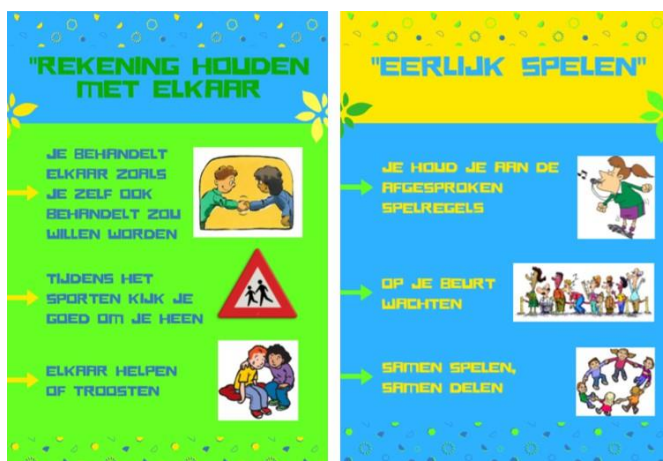 "REKENING HOUDEN
MET ELKAAR
JE BEHANDELT
ELKAAR ZOALS
JE ZELF OOK
BEHANDELT ZOU
WILLEN WORDEN
TIJDENS HET
SPORTEN KIJK JE
GOED OM JE HEEN
ELKAAR HELPEN
OF TROOSTEN
"EERLIJK SPELEN"
JE HOUD JE AAN DE
AFGESPROKEN
SPELREGELS
OP JE BEURT
WACHTEN
SAMEN SPELEN,
SAMEN DELEN